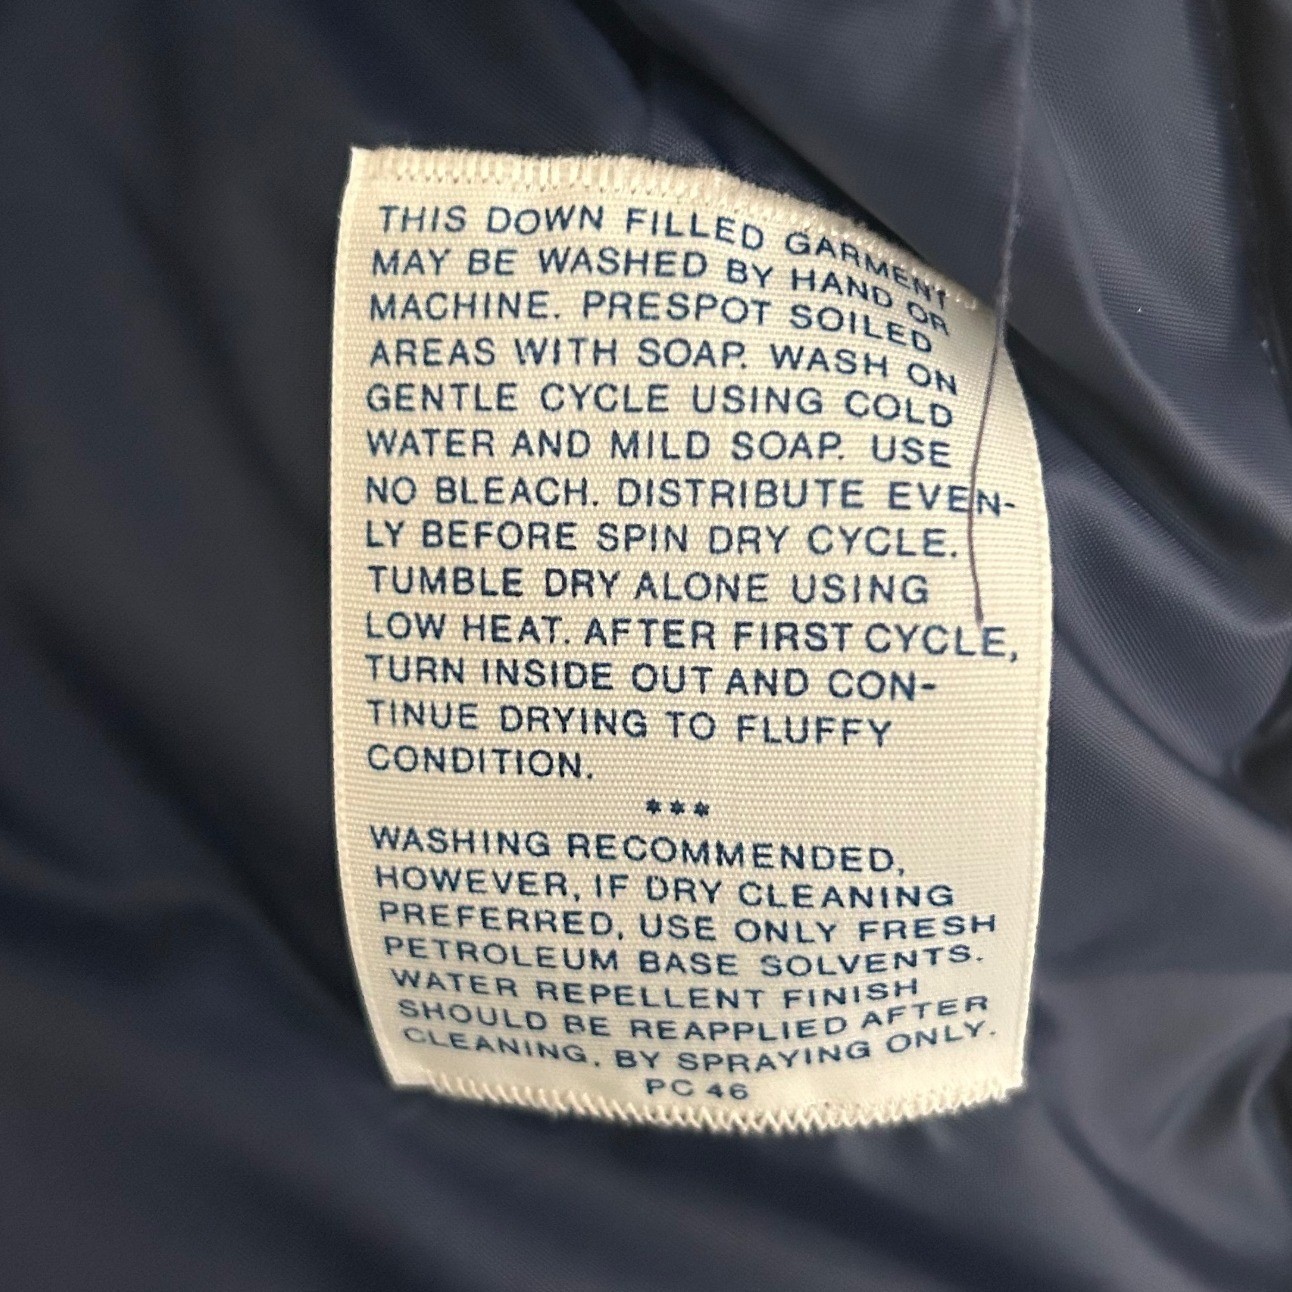 THIS DOWN FILLED GARMENT
MAY BE WASHED BY HAND OR
MACHINE. PRESPOT SOILED
AREAS WITH SOAP. WASH ON
GENTLE CYCLE USING COLD
WATER AND MILD SOAP. USE
NO BLEACH. DISTRIBUTE EVEN-
LY BEFORE SPIN DRY CYCLE.
TUMBLE DRY ALONE USING
LOW HEAT. AFTER FIRST CYCLE,
TURN INSIDE OUT AND CON-
TINUE DRYING TO FLUFFY
CONDITION.
***
WASHING RECOMMENDED,
HOWEVER, IF DRY CLEANING
PREFERRED, USE ONLY FRESH
PETROLEUM BASE SOLVENTS.
WATER REPELLENT FINISH
SHOULD BE REAPPLIED AFTER
CLEANING, BY SPRAYING ONLY.
PC 46